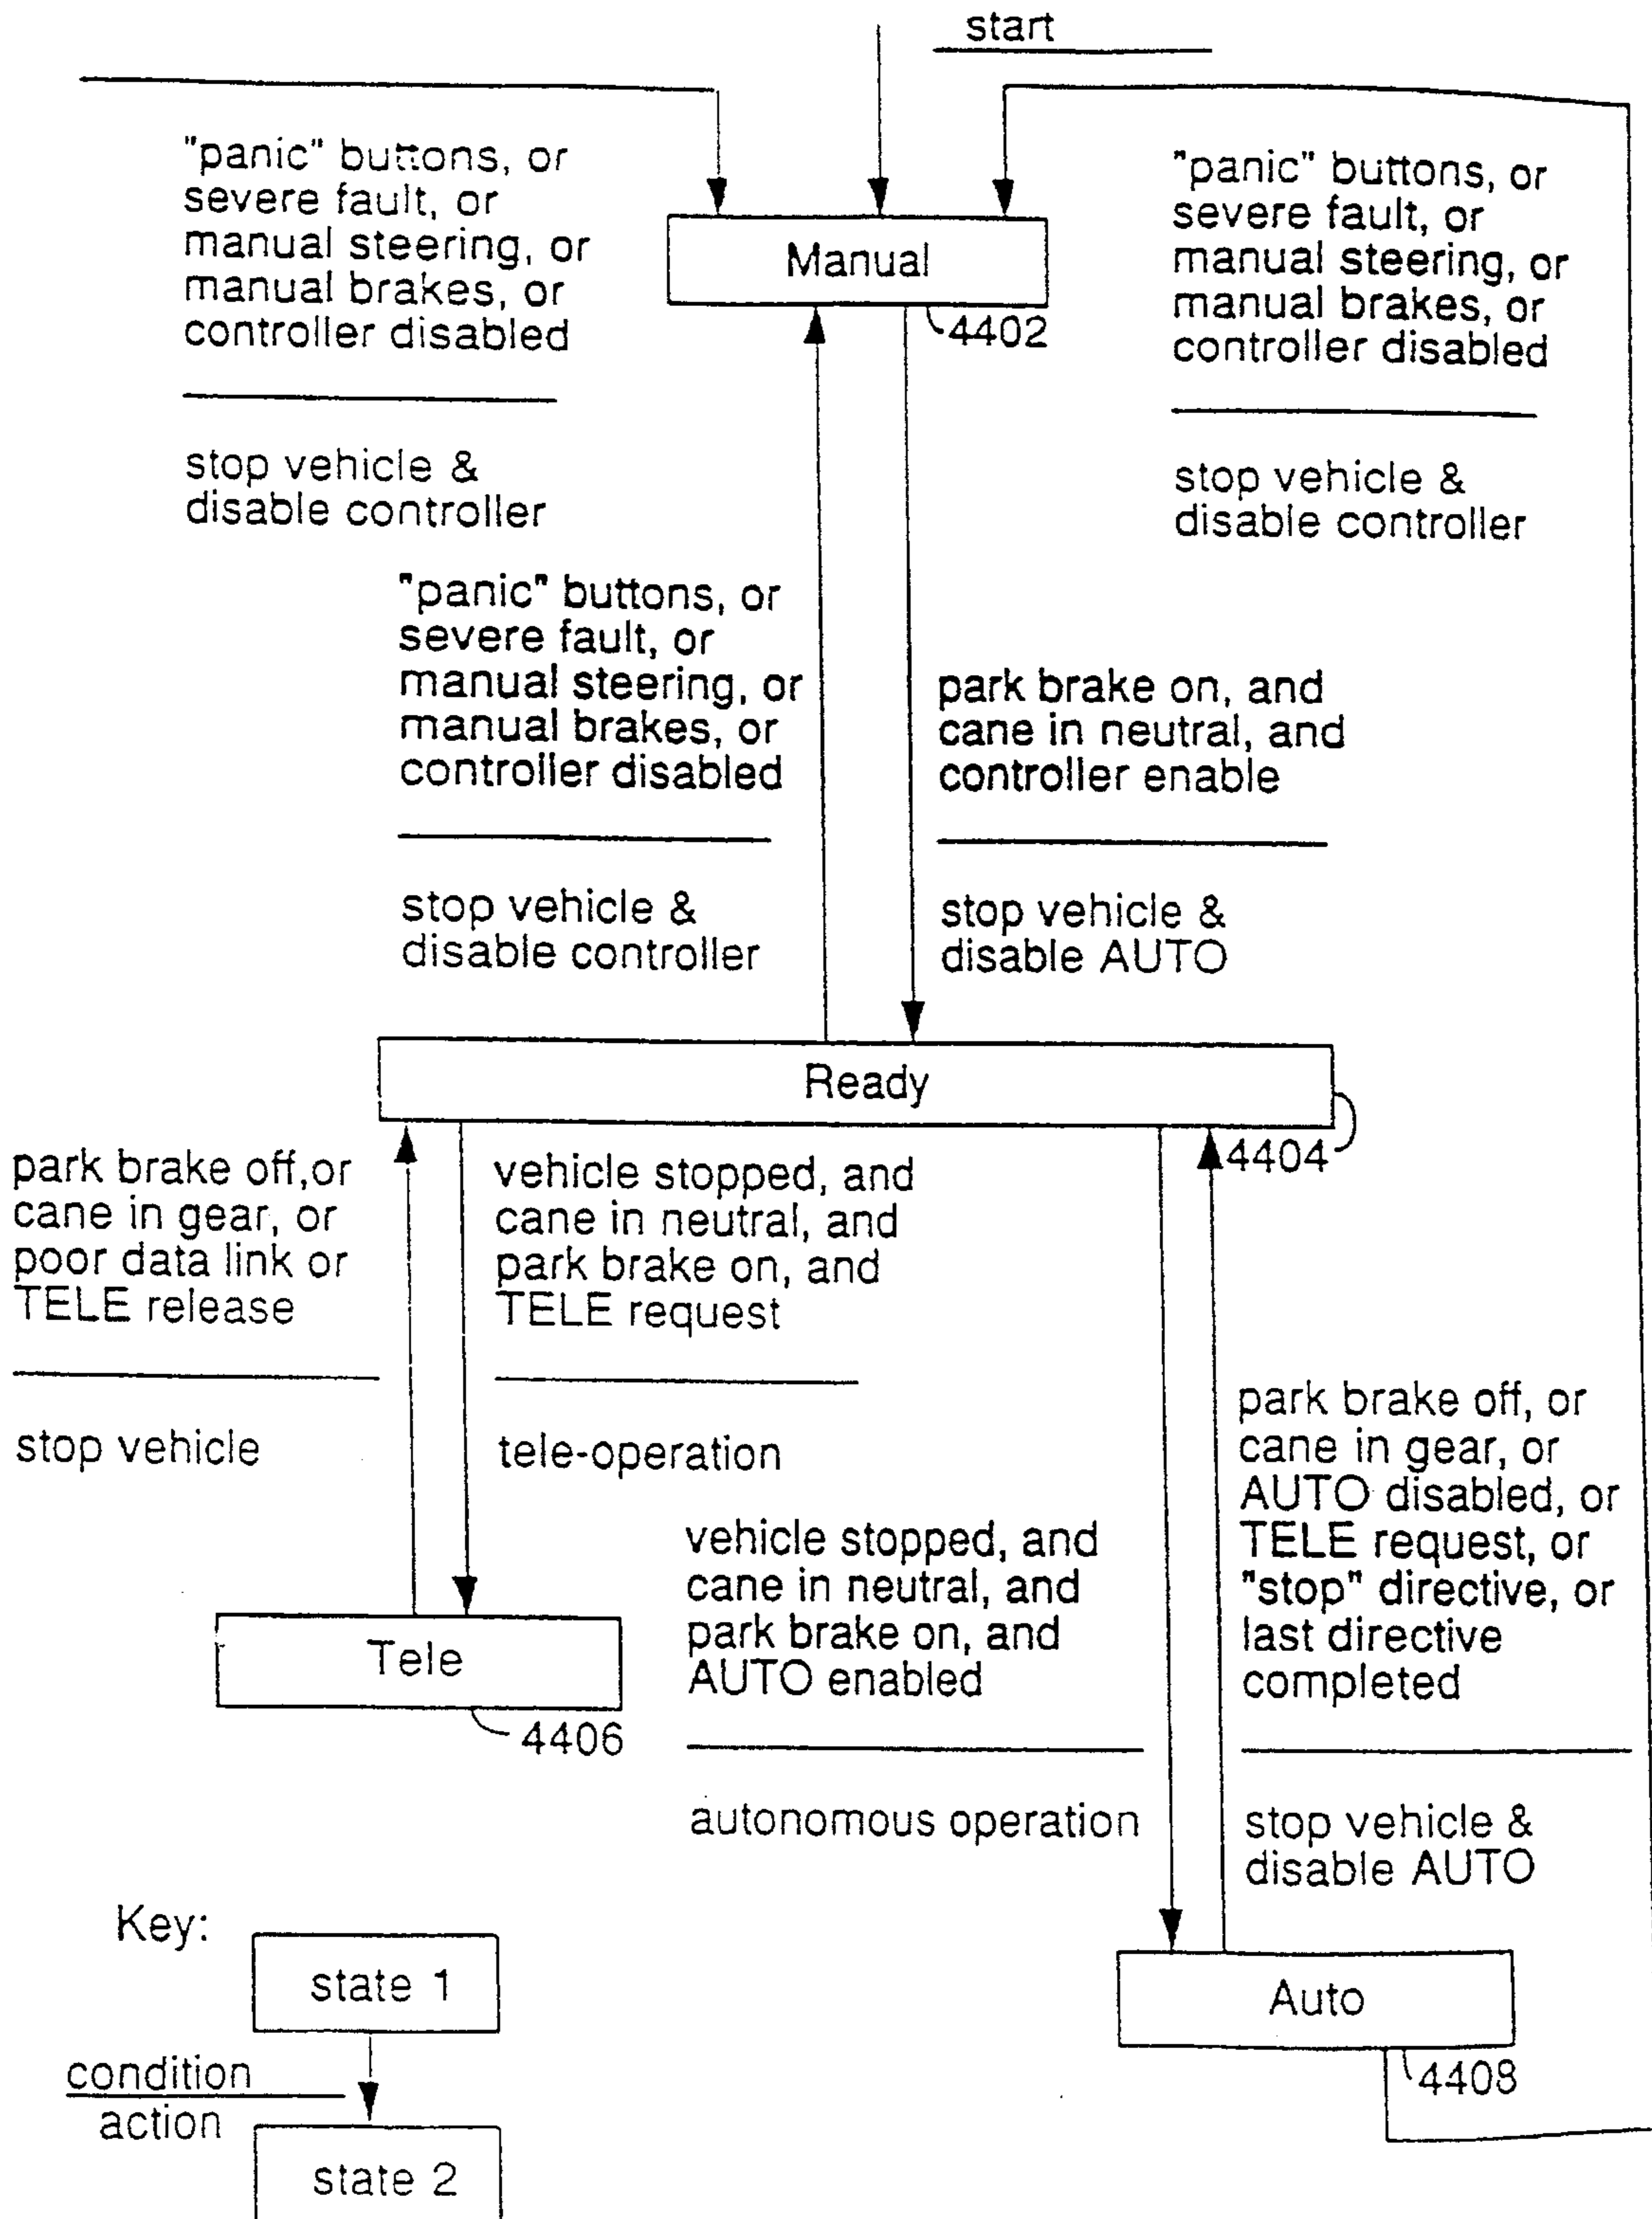 start
"panic" buttons, or
severe fault, or
manual steering, or
manual brakes, or
controller disabled
stop vehicle &
disable controller
Manual
4402
"panic" buttons, or
severe fault, or
manual steering, or
manual brakes, or
controller disabled
stop vehicle &
disable controller
"panic" buttons, or
severe fault, or
manual steering, or
manual brakes, or
controller disabled
stop vehicle &
disable controller
park brake on, and
cane in neutral, and
controller enable
stop vehicle &
disable AUTO
Ready
4404
park brake off,or
cane in gear, or
poor data link or
TELE release
stop vehicle
vehicle stopped, and
cane in neutral, and
park brake on, and
TELE request
tele-operation
Tele
4406
vehicle stopped, and
cane in neutral, and
park brake on, and
AUTO enabled
autonomous operation
park brake off, or
cane in gear, or
AUTO disabled, or
TELE request, or
"stop" directive, or
last directive
completed
stop vehicle &
disable AUTO
Auto
4408
Key:
state 1
condition
action
state 2